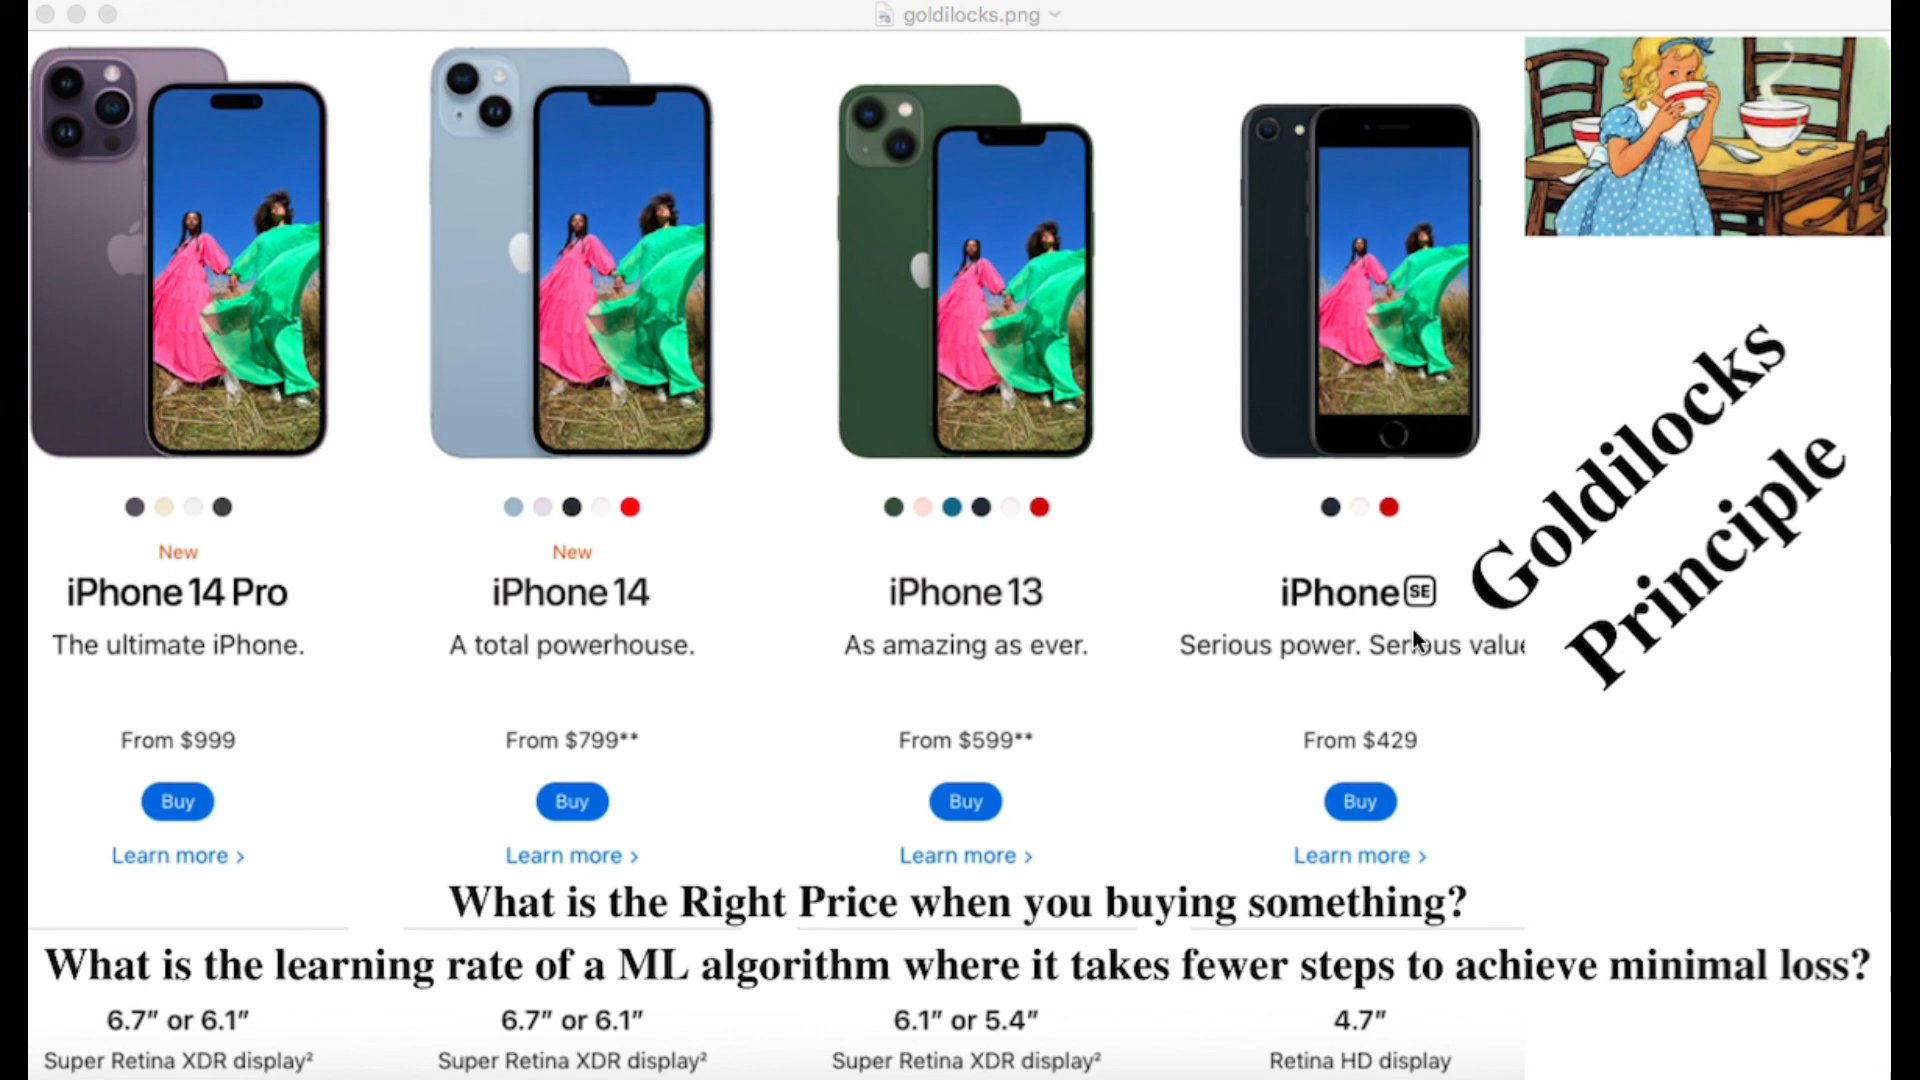 goldilocks.png
New
iPhone 14 Pro
The ultimate iPhone.
From $999
Buy
Learn more >
New
iPhone 14
A total powerhouse.
From $799**
Buy
Learn more >
iPhone 13
As amazing as ever.
From $599**
Buy
Learn more >
iPhone SE
Serious power. Serious value
From $429
Buy
Learn more >
Goldilocks
Principle
What is the Right Price when you buying something?
What is the learning rate of a ML algorithm where it takes fewer steps to achieve minimal loss?
6.7” or 6.1”
Super Retina XDR display²
6.7” or 6.1”
Super Retina XDR display²
6.1” or 5.4”
Super Retina XDR display²
4.7”
Retina HD display